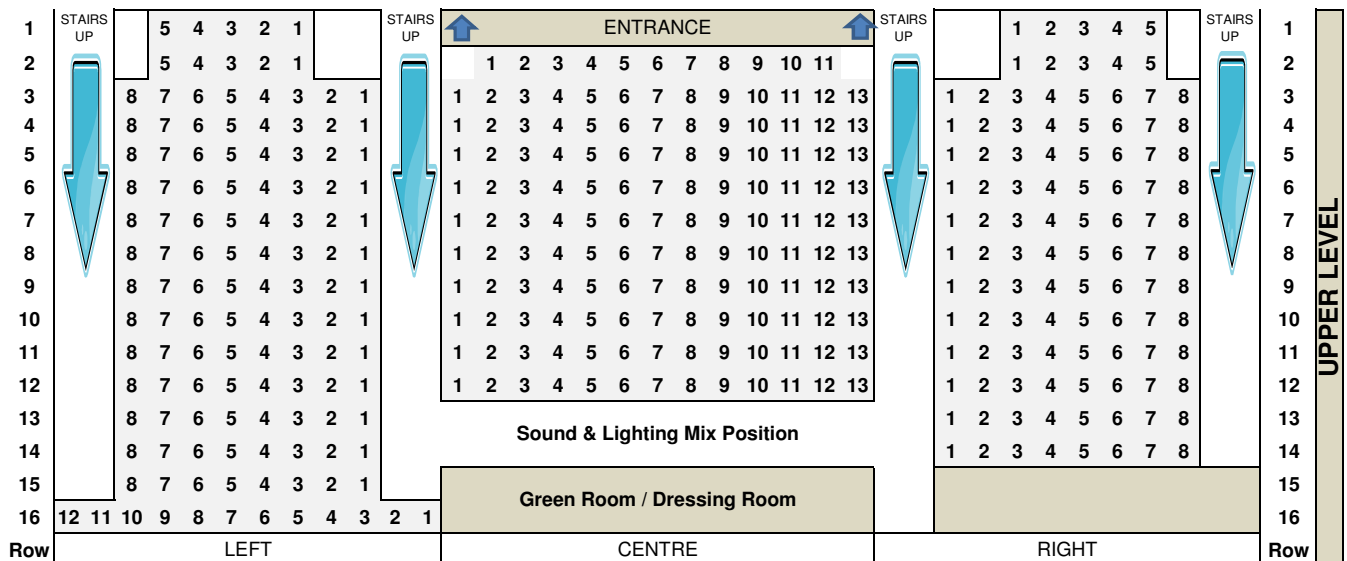 1 STAIRS UP 5 4 3 2 1 STAIRS UP ENTRANCE STAIRS UP 1 2 3 4 5 STAIRS UP 1
2 5 4 3 2 1 1 2 3 4 5 6 7 8 9 10 11 1 2 3 4 5 2
3 8 7 6 5 4 3 2 1 1 2 3 4 5 6 7 8 9 10 11 12 13 1 2 3 4 5 6 7 8 3
4 8 7 6 5 4 3 2 1 1 2 3 4 5 6 7 8 9 10 11 12 13 1 2 3 4 5 6 7 8 4
5 8 7 6 5 4 3 2 1 1 2 3 4 5 6 7 8 9 10 11 12 13 1 2 3 4 5 6 7 8 5
6 8 7 6 5 4 3 2 1 1 2 3 4 5 6 7 8 9 10 11 12 13 1 2 3 4 5 6 7 8 6
7 8 7 6 5 4 3 2 1 1 2 3 4 5 6 7 8 9 10 11 12 13 1 2 3 4 5 6 7 8 7
8 8 7 6 5 4 3 2 1 1 2 3 4 5 6 7 8 9 10 11 12 13 1 2 3 4 5 6 7 8 8
9 8 7 6 5 4 3 2 1 1 2 3 4 5 6 7 8 9 10 11 12 13 1 2 3 4 5 6 7 8 9
10 8 7 6 5 4 3 2 1 1 2 3 4 5 6 7 8 9 10 11 12 13 1 2 3 4 5 6 7 8 10
11 8 7 6 5 4 3 2 1 1 2 3 4 5 6 7 8 9 10 11 12 13 1 2 3 4 5 6 7 8 11
12 8 7 6 5 4 3 2 1 1 2 3 4 5 6 7 8 9 10 11 12 13 1 2 3 4 5 6 7 8 12
13 8 7 6 5 4 3 2 1 1 2 3 4 5 6 7 8 13
Sound & Lighting Mix Position
14 8 7 6 5 4 3 2 1 1 2 3 4 5 6 7 8 14
15 8 7 6 5 4 3 2 1 15
Green Room / Dressing Room
16 12 11 10 9 8 7 6 5 4 3 2 1 16
Row LEFT CENTRE RIGHT Row
UPPER LEVEL